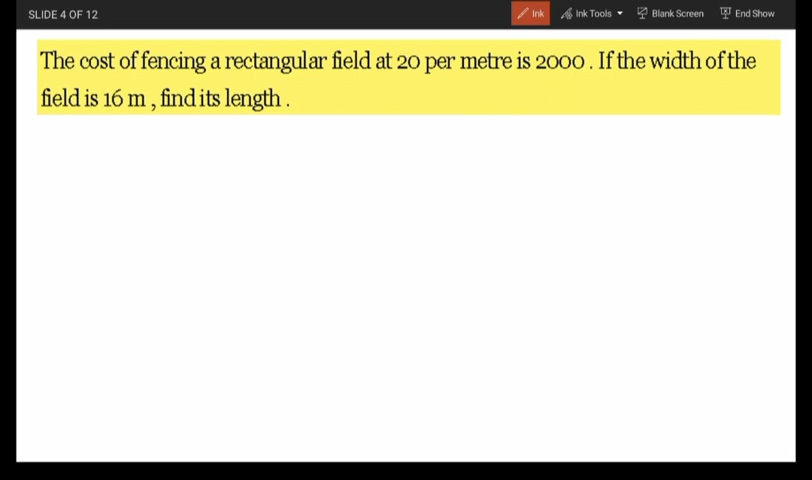 SLIDE 4 OF 12 Ink Ink Tools Blank Screen End Show
The cost of fencing a rectangular field at 20 per metre is 2000 . If the width of the
field is 16 m , find its length .